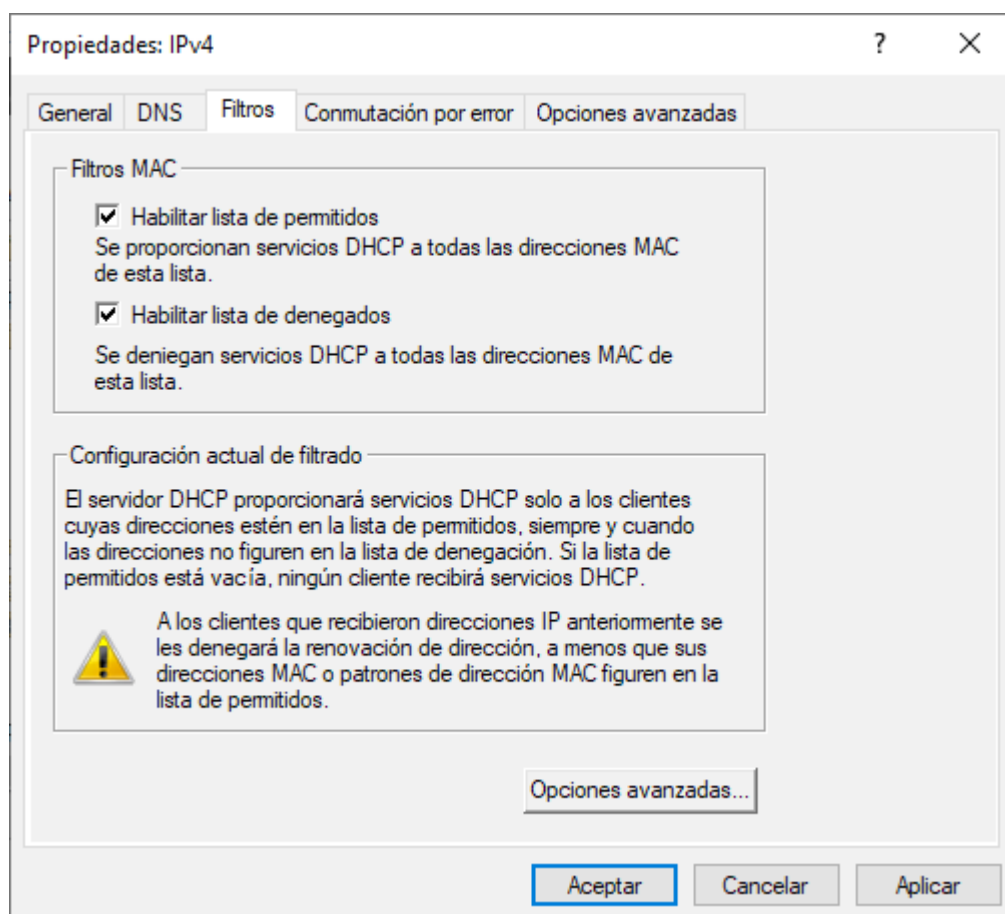 Propiedades: IPv4
?
General
DNS
Filtros
Conmutación por error
Opciones avanzadas
Filtros MAC
Habilitar lista de permitidos
Se proporcionan servicios DHCP a todas las direcciones MAC
de esta lista.
Habilitar lista de denegados
Se deniegan servicios DHCP a todas las direcciones MAC de
esta lista.
Configuración actual de filtrado
El servidor DHCP proporcionará servicios DHCP solo a los clientes
cuyas direcciones estén en la lista de permitidos, siempre y cuando
las direcciones no figuren en la lista de denegación. Si la lista de
permitidos está vacía, ningún cliente recibirá servicios DHCP.
A los clientes que recibieron direcciones IP anteriormente se
les denegará la renovación de dirección, a menos que sus
direcciones MAC o patrones de dirección MAC figuren en la
lista de permitidos.
Opciones avanzadas...
Aceptar
Cancelar
Aplicar